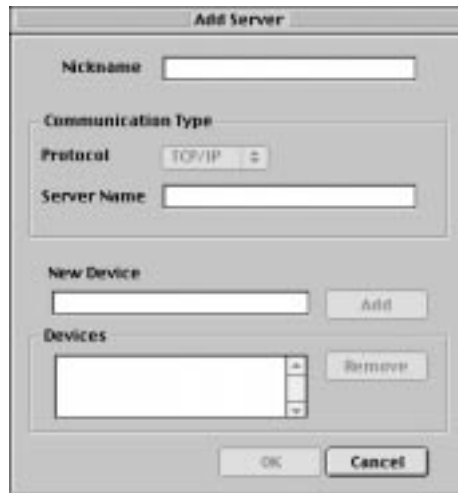 Add Server
Nickname
Communication Type
Protocol TCP/IP
Server Name
New Device
Add
Devices
Remove
OK Cancel